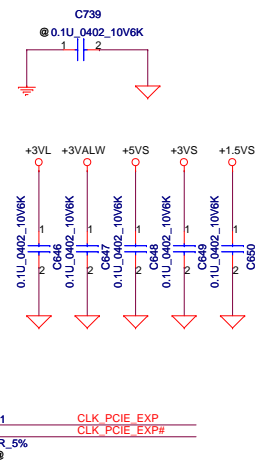 C739
@ 0.1U_0402_10V6K
1 2
+3VL +3VALW +5VS +3VS +1.5VS
1 1 1 1 1
0.1U_0402_10V6K C646 0.1U_0402_10V6K C647 0.1U_0402_10V6K C648 0.1U_0402_10V6K C649 0.1U_0402_10V6K C650
2 2 2 2 2
1 CLK_PCIE_EXP
CLK_PCIE_EXP#
R_5%
@